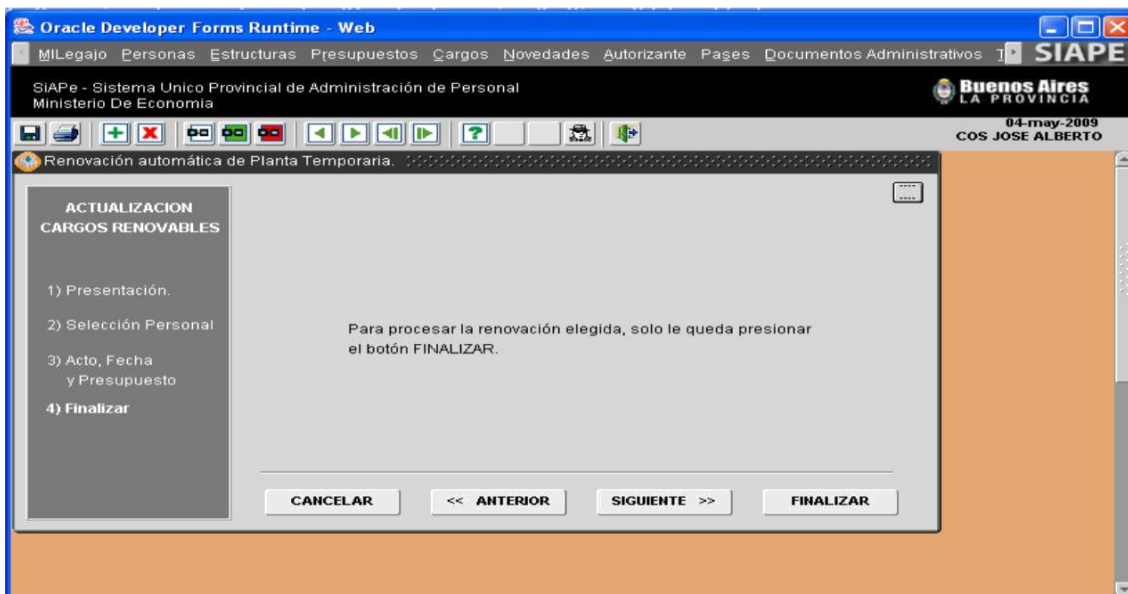 Oracle Developer Forms Runtime - Web
MILegajo Personas Estructuras Presupuestos Cargos Novedades Autorizante Pases Documentos Administrativos SIAPE
SiAPe - Sistema Unico Provincial de Administración de Personal
Ministerio De Economia
Buenos Aires
LA PROVINCIA
04-may-2009
COS JOSE ALBERTO
Renovación automática de Planta Temporaria.
ACTUALIZACION
CARGOS RENOVABLES
1) Presentación.
2) Selección Personal
3) Acto, Fecha
y Presupuesto
4) Finalizar
Para procesar la renovación elegida, solo le queda presionar
el botón FINALIZAR.
CANCELAR
<< ANTERIOR
SIGUIENTE >>
FINALIZAR